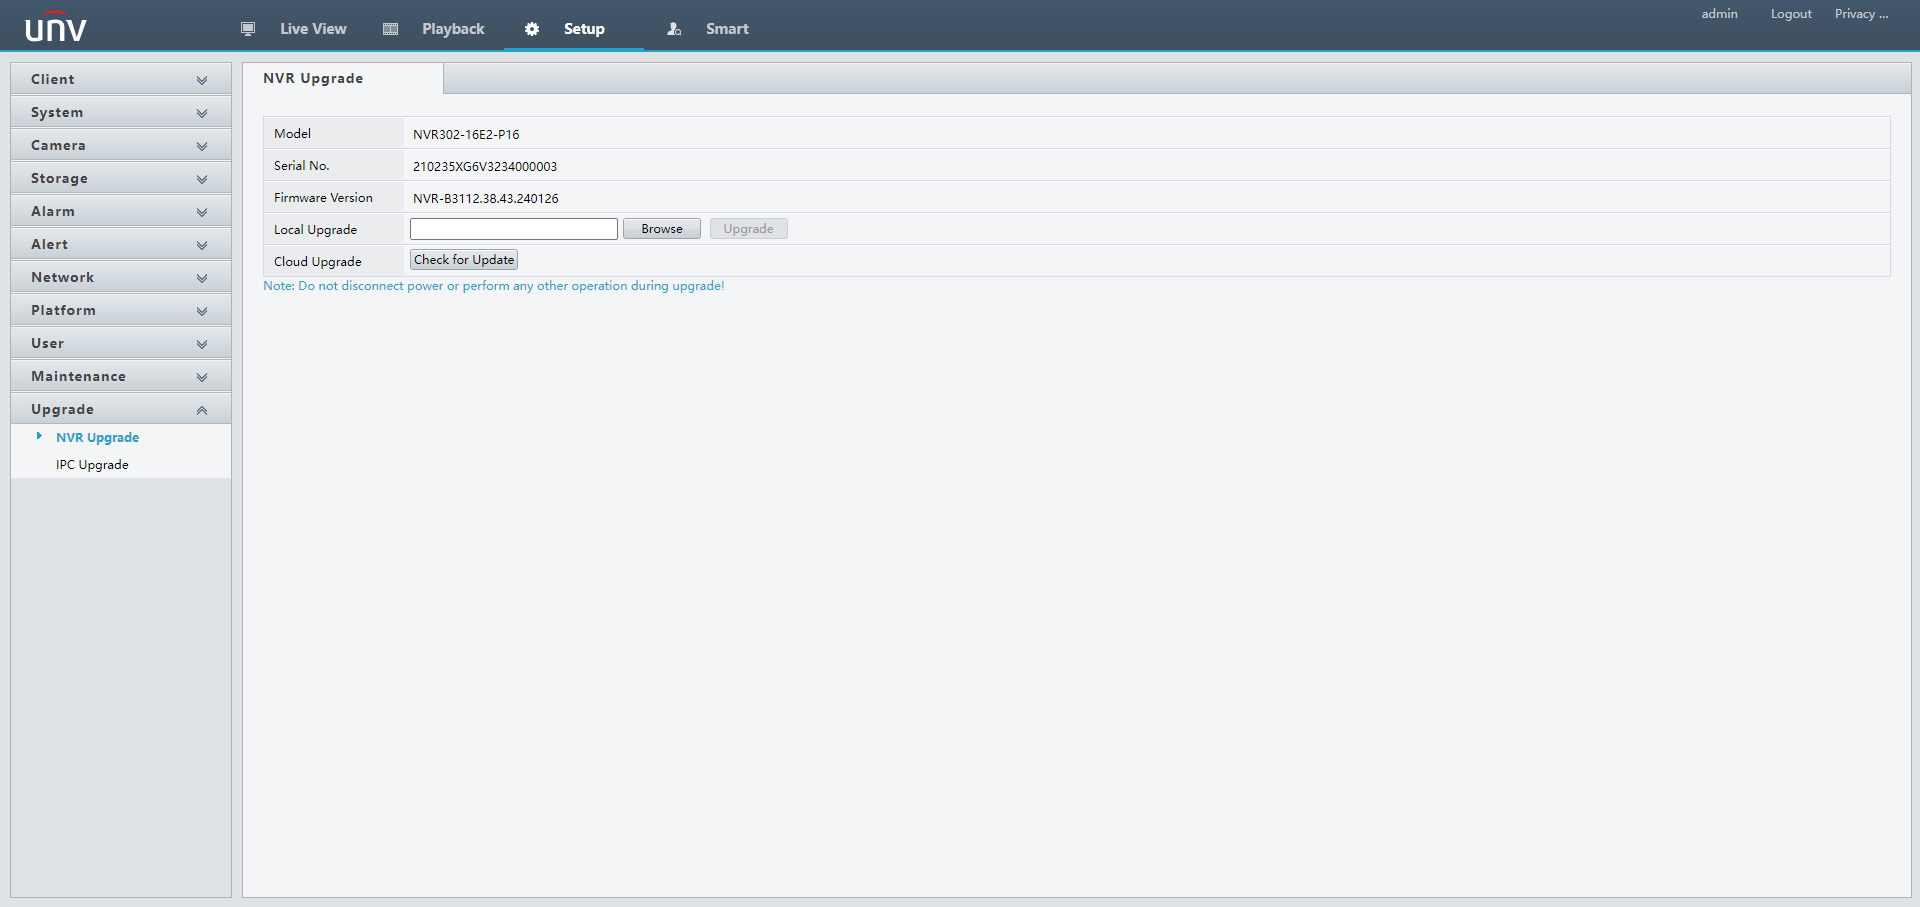 unv
Live View
Playback
Setup
Smart
admin
Logout
Privacy ...
Client
System
Camera
Storage
Alarm
Alert
Network
Platform
User
Maintenance
Upgrade
NVR Upgrade
IPC Upgrade
NVR Upgrade
Model NVR302-16E2-P16
Serial No. 210235XG6V3234000003
Firmware Version NVR-B3112.38.43.240126
Local Upgrade Browse Upgrade
Cloud Upgrade Check for Update
Note: Do not disconnect power or perform any other operation during upgrade!